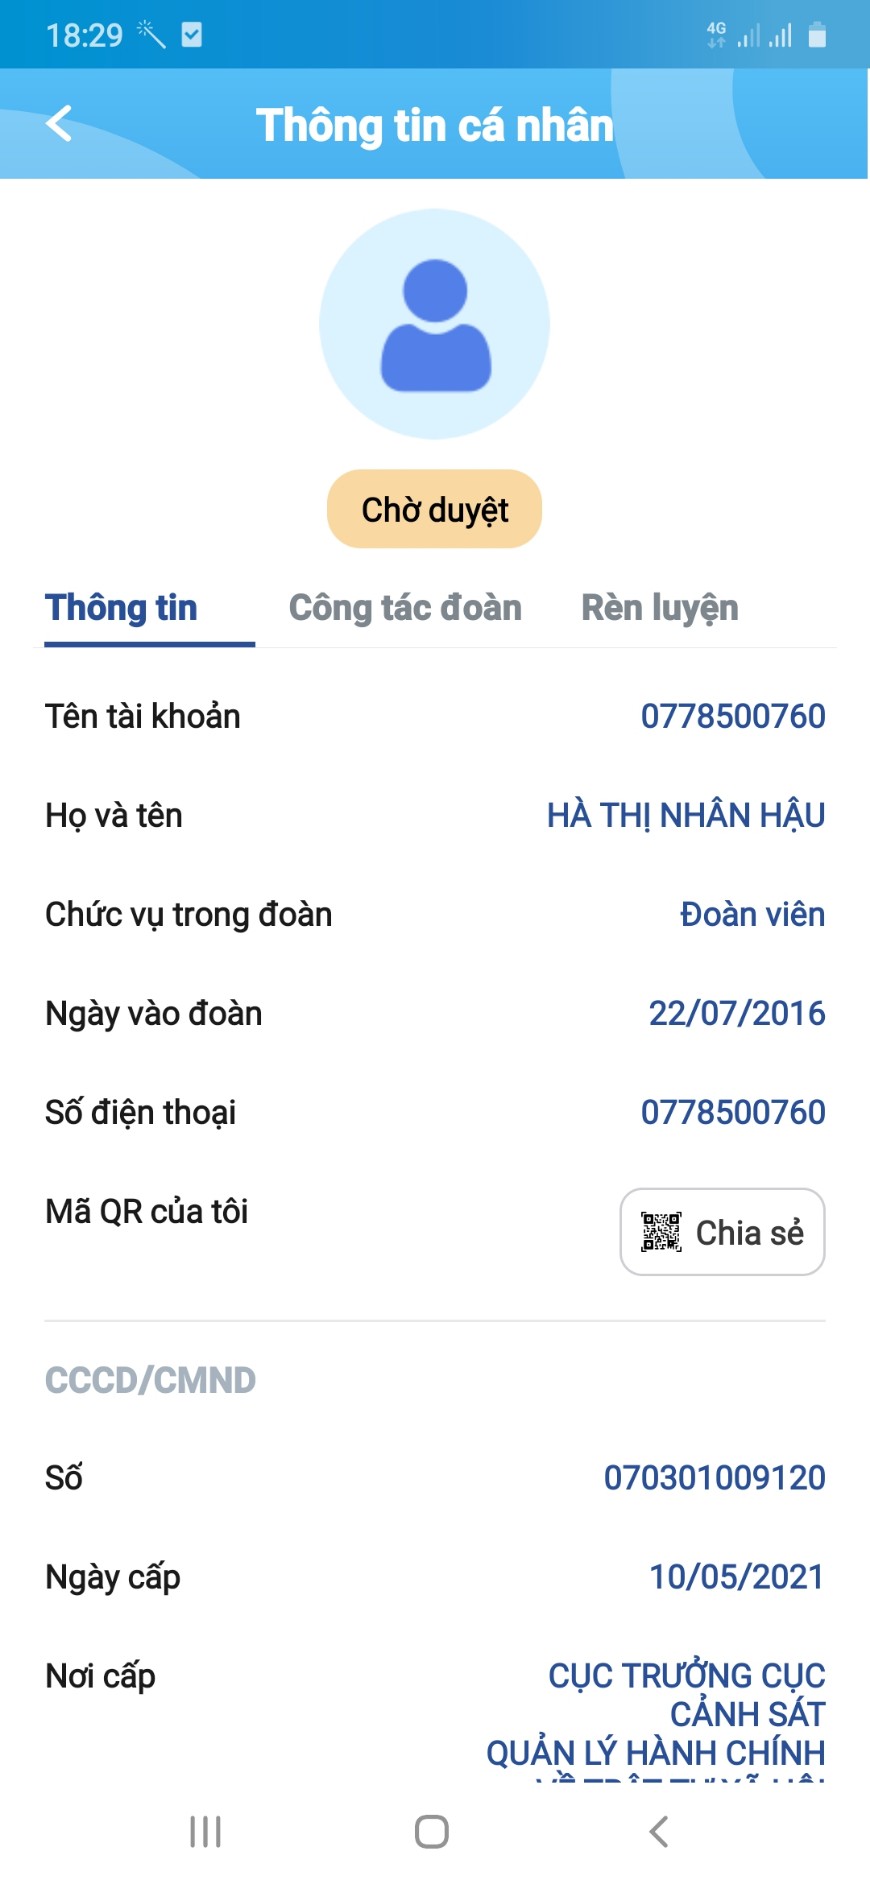 18:29
4G
Thông tin cá nhân
Chờ duyệt
Thông tin Công tác đoàn Rèn luyện
Tên tài khoản 0778500760
Họ và tên HÀ THỊ NHÂN HẬU
Chức vụ trong đoàn Đoàn viên
Ngày vào đoàn 22/07/2016
Số điện thoại 0778500760
Mã QR của tôi Chia sẻ
CCCD/CMND
Số 070301009120
Ngày cấp 10/05/2021
Nơi cấp CỤC TRƯỞNG CỤC
CẢNH SÁT
QUẢN LÝ HÀNH CHÍNH